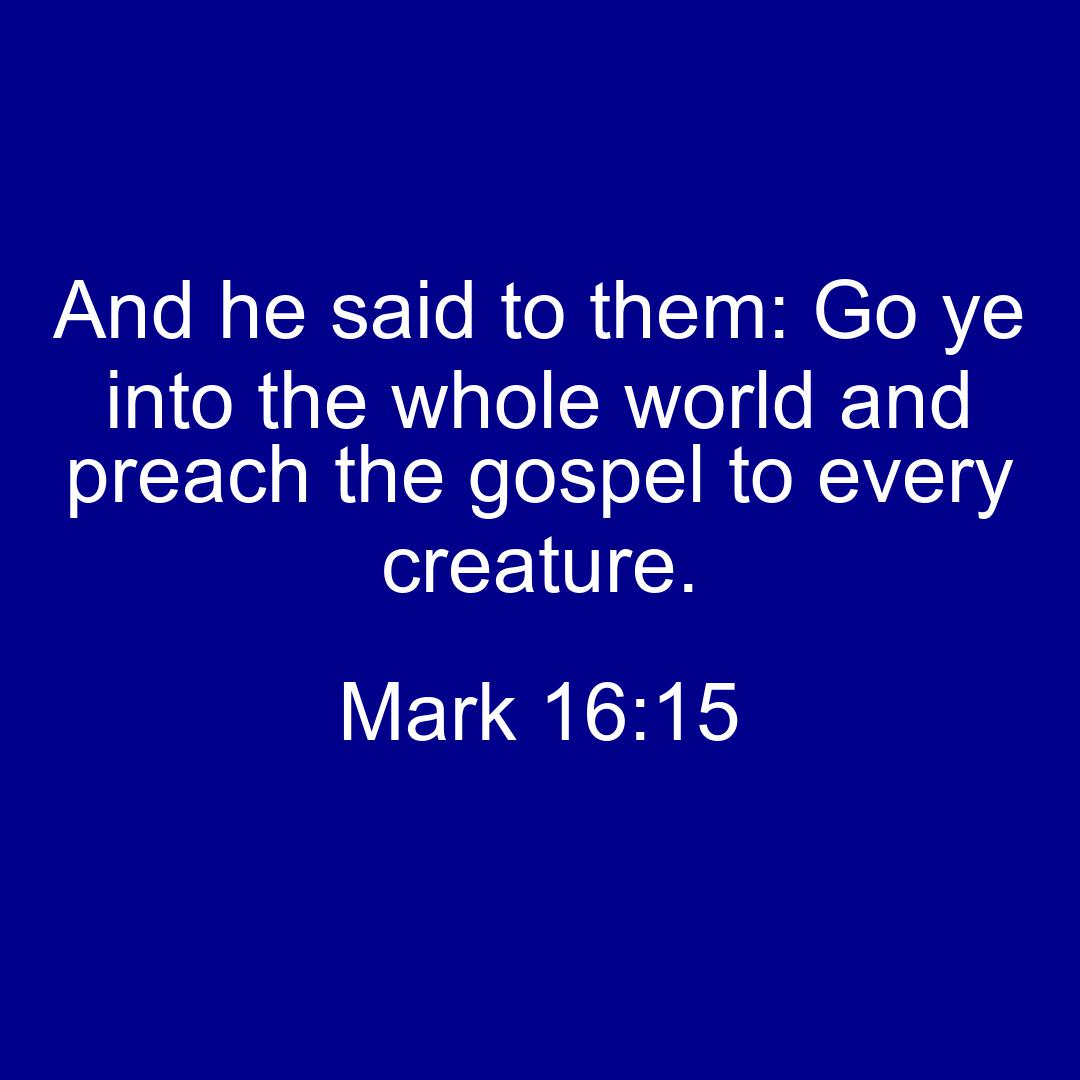 And he said to them: Go ye
into the whole world and
preach the gospel to every
creature.
Mark 16:15